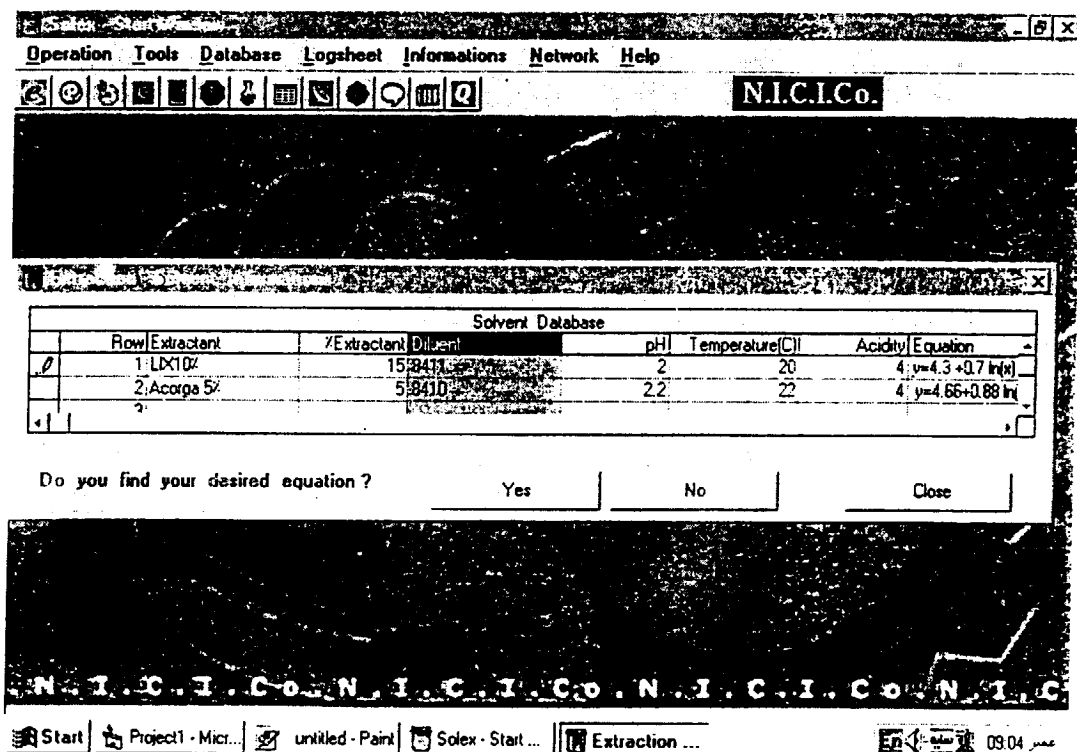 Solex - Start Window
Operation Tools Database Logsheet Informations Network Help
N.I.C.I.Co.
Solvent Database
Row Extractant %Extractant Diluent pH Temperature(C) Acidity Equation
1 LIX10% 15 8411 2 20 4 y=4.3 +0.7 ln(x)
2 Acorga 5% 5 8410 2.2 22 4 y=4.66+0.88 ln(
3
Do you find your desired equation ? Yes No Close
N.I.C.I.Co. N.I.C.I.Co. N.I.C.I.Co. N.I.C
Start Project1 - Micr... untitled - Paint Solex - Start ... Extraction ... En 09:04 عصر